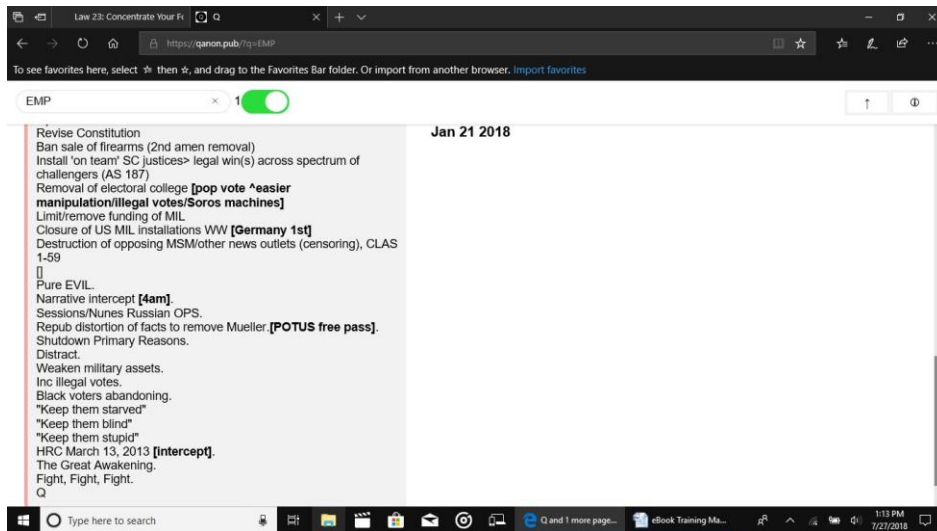 Law 23: Concentrate Your Fo
Q
https://qanon.pub/?q=EMP
To see favorites here, select then , and drag to the Favorites Bar folder. Or import from another browser. Import favorites
EMP
1
Revise Constitution
Ban sale of firearms (2nd amen removal)
Install 'on team' SC justices> legal win(s) across spectrum of
challengers (AS 187)
Removal of electoral college [pop vote ^easier
manipulation/illegal votes/Soros machines]
Limit/remove funding of MIL
Closure of US MIL installations WW [Germany 1st]
Destruction of opposing MSM/other news outlets (censoring), CLAS
1-59
[]
Pure EVIL.
Narrative intercept [4am].
Sessions/Nunes Russian OPS.
Repub distortion of facts to remove Mueller.[POTUS free pass].
Shutdown Primary Reasons.
Distract.
Weaken military assets.
Inc illegal votes.
Black voters abandoning.
"Keep them starved"
"Keep them blind"
"Keep them stupid"
HRC March 13, 2013 [intercept].
The Great Awakening.
Fight, Fight, Fight.
Q
Jan 21 2018
Type here to search
Q and 1 more page...
eBook Training Ma...
1:13 PM
7/27/2018